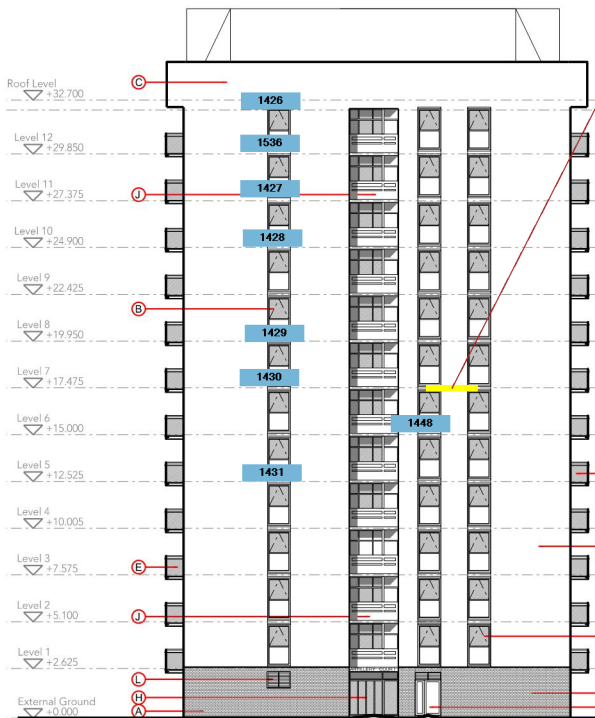 Roof Level
+32.700
C
1426
Level 12
+29.850
1536
Level 11
+27.375
1427
J
Level 10
+24.900
1428
Level 9
+22.425
B
Level 8
+19.950
1429
Level 7
+17.475
1430
Level 6
+15.000
1448
Level 5
+12.525
1431
Level 4
+10.005
Level 3
+7.575
E
Level 2
+5.100
J
Level 1
+2.625
L
H
External Ground
+0.000
A